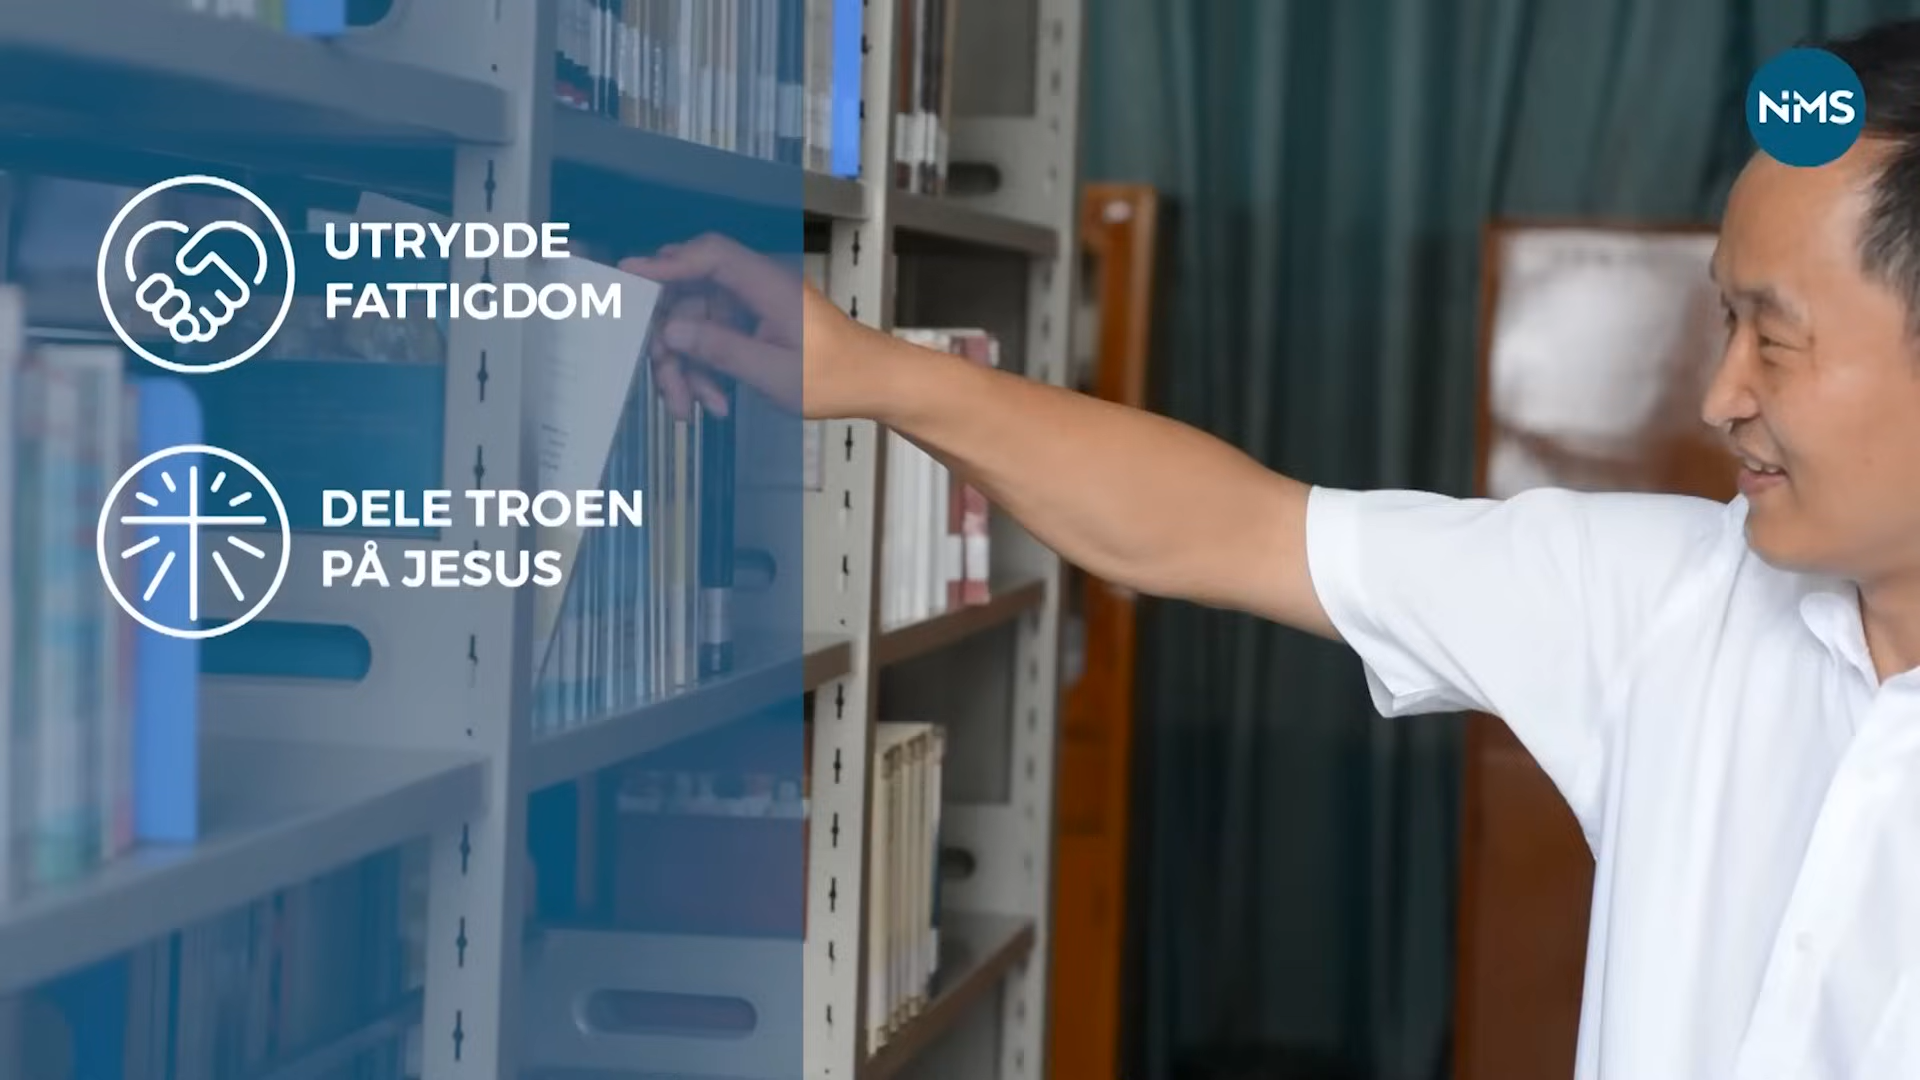 NMS
UTRYDDE
FATTIGDOM
DELE TROEN
PÅ JESUS